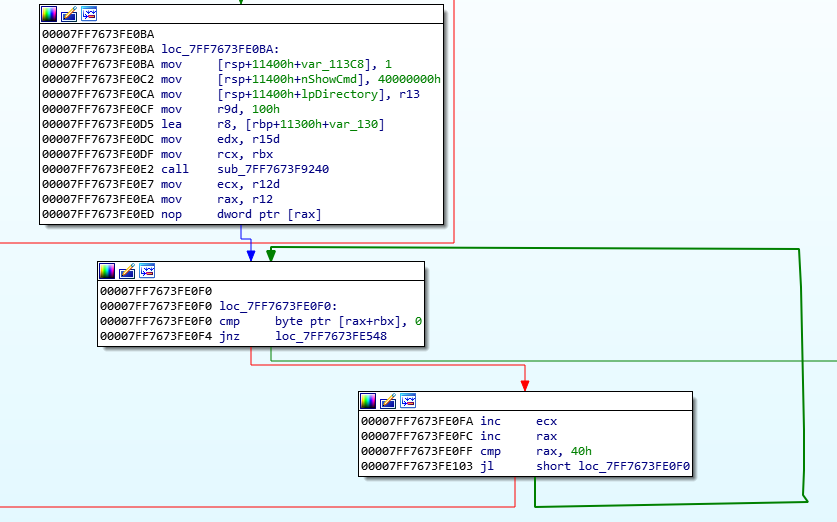 00007FF7673FE0BA
00007FF7673FE0BA loc_7FF7673FE0BA:
00007FF7673FE0BA mov     [rsp+11400h+var_113C8], 1
00007FF7673FE0C2 mov     [rsp+11400h+nShowCmd], 40000000h
00007FF7673FE0CA mov     [rsp+11400h+lpDirectory], r13
00007FF7673FE0CF mov     r9d, 100h
00007FF7673FE0D5 lea     r8, [rbp+11300h+var_130]
00007FF7673FE0DC mov     edx, r15d
00007FF7673FE0DF mov     rcx, rbx
00007FF7673FE0E2 call    sub_7FF7673F9240
00007FF7673FE0E7 mov     ecx, r12d
00007FF7673FE0EA mov     rax, r12
00007FF7673FE0ED nop     dword ptr [rax]
00007FF7673FE0F0
00007FF7673FE0F0 loc_7FF7673FE0F0:
00007FF7673FE0F0 cmp     byte ptr [rax+rbx], 0
00007FF7673FE0F4 jnz     loc_7FF7673FE548
00007FF7673FE0FA inc     ecx
00007FF7673FE0FC inc     rax
00007FF7673FE0FF cmp     rax, 40h
00007FF7673FE103 jl      short loc_7FF7673FE0F0